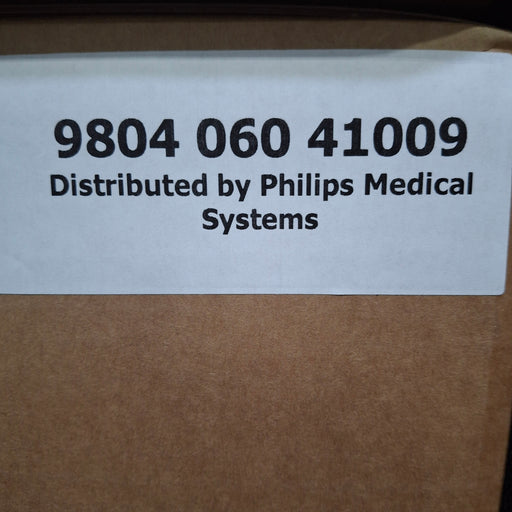 9804 060 41009
Distributed by Philips Medical
Systems